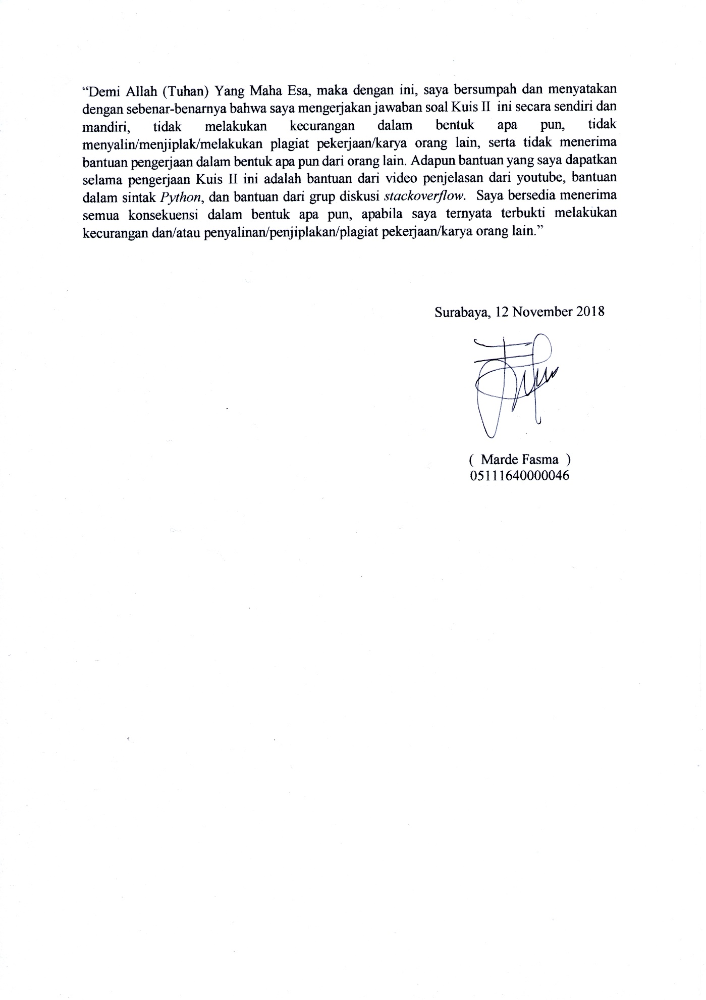 “Demi Allah (Tuhan) Yang Maha Esa, maka dengan ini, saya bersumpah dan menyatakan
dengan sebenar-benarnya bahwa saya mengerjakan jawaban soal Kuis II ini secara sendiri dan
mandiri, tidak melakukan kecurangan dalam bentuk apa pun, tidak
menyalin/menjiplak/melakukan plagiat pekerjaan/karya orang lain, serta tidak menerima
bantuan pengerjaan dalam bentuk apa pun dari orang lain. Adapun bantuan yang saya dapatkan
selama pengerjaan Kuis II ini adalah bantuan dari video penjelasan dari youtube, bantuan
dalam sintak Python, dan bantuan dari grup diskusi stackoverflow. Saya bersedia menerima
semua konsekuensi dalam bentuk apa pun, apabila saya ternyata terbukti melakukan
kecurangan dan/atau penyalinan/penjiplakan/plagiat pekerjaan/karya orang lain.”
Surabaya, 12 November 2018
( Marde Fasma )
05111640000046